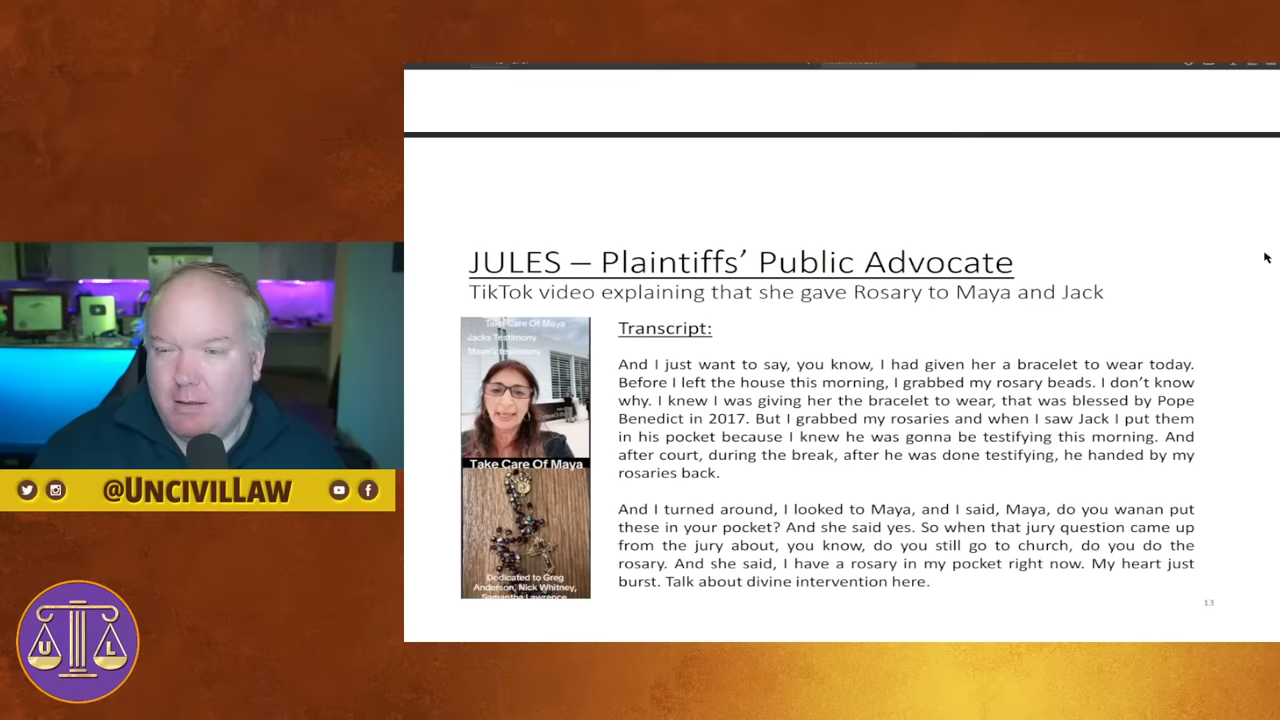 JULES – Plaintiffs’ Public Advocate
TikTok video explaining that she gave Rosary to Maya and Jack
Take Care Of Maya
Jacks Testimony
Maya's testimony
Take Care Of Maya
Dedicated to Greg
Anderson, Nick Whitney,
Samantha Lawrence
Transcript:
And I just want to say, you know, I had given her a bracelet to wear today.
Before I left the house this morning, I grabbed my rosary beads. I don’t know
why. I knew I was giving her the bracelet to wear, that was blessed by Pope
Benedict in 2017. But I grabbed my rosaries and when I saw Jack I put them
in his pocket because I knew he was gonna be testifying this morning. And
after court, during the break, after he was done testifying, he handed by my
rosaries back.
And I turned around, I looked to Maya, and I said, Maya, do you wanan put
these in your pocket? And she said yes. So when that jury question came up
from the jury about, you know, do you still go to church, do you do the
rosary. And she said, I have a rosary in my pocket right now. My heart just
burst. Talk about divine intervention here.
13
@UNCIVILLAW
U L